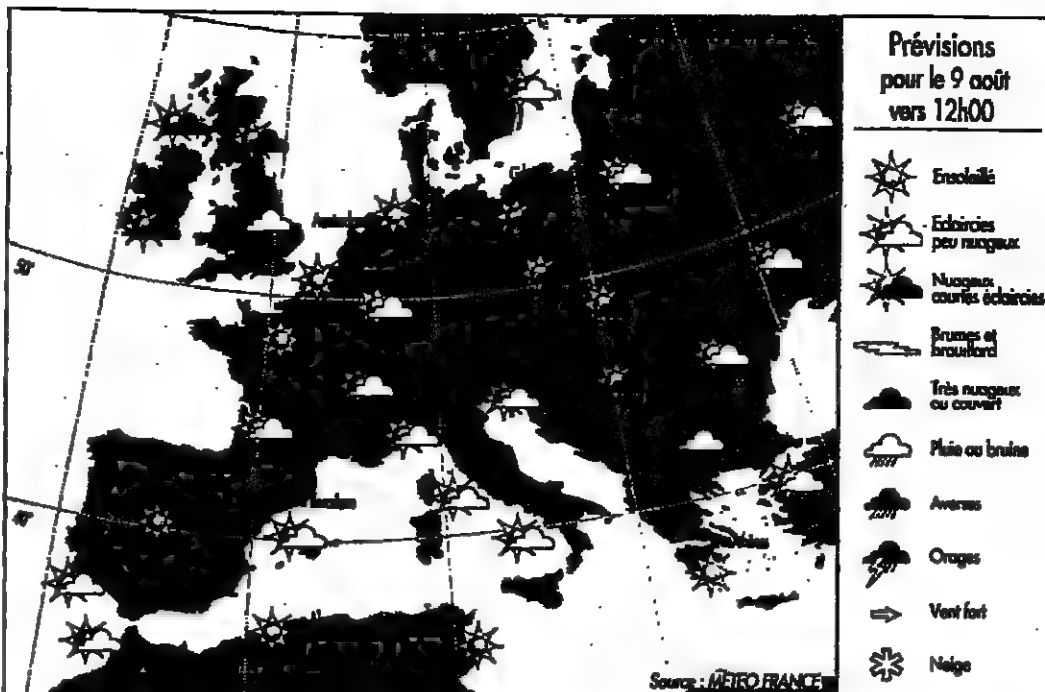 Prévisions
pour le 9 août
vers 12h00
Ensoleillé
Eclaircies
peu nuageux
Nuageux
courtes éclaircies
Brumes et
brouillard
Très nuageux
ou couvert
Pluie ou bruine
Averses
Orages
Vent fort
Neige
50°
Source : MÉTÉO FRANCE